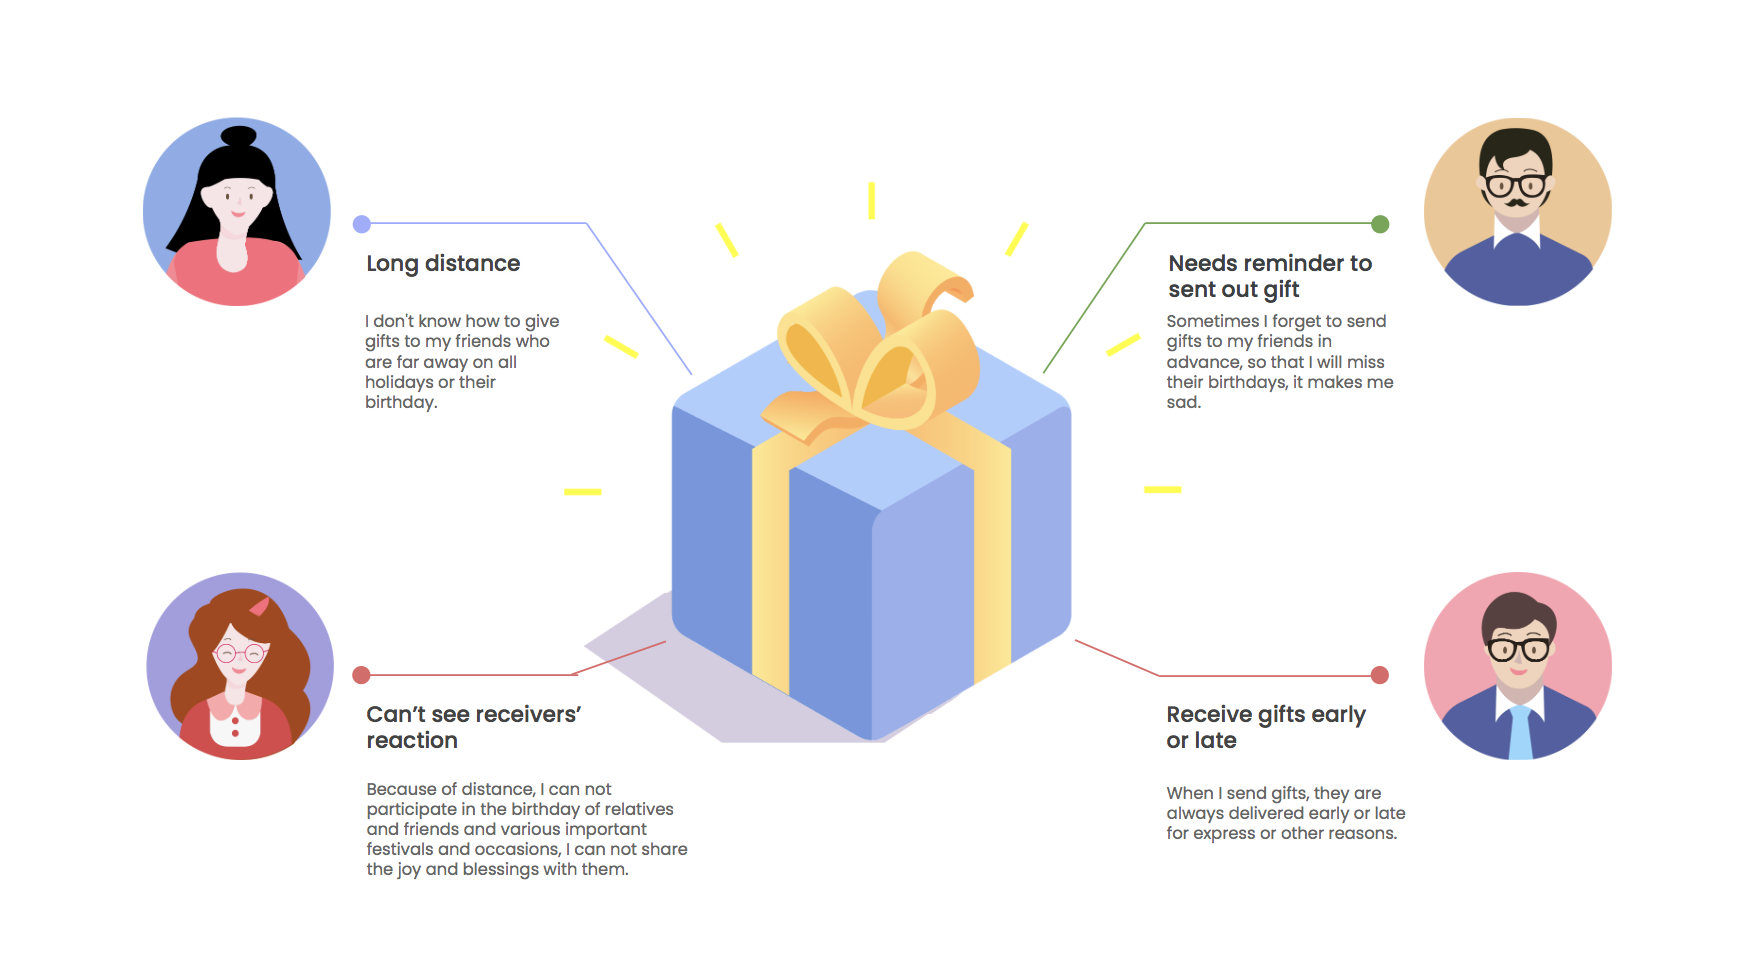 Long distance
I don't know how to give
gifts to my friends who
are far away on all
holidays or their
birthday.
Needs reminder to
sent out gift
Sometimes I forget to send
gifts to my friends in
advance, so that I will miss
their birthdays, it makes me
sad.
Can’t see receivers’
reaction
Because of distance, I can not
participate in the birthday of relatives
and friends and various important
festivals and occasions, I can not share
the joy and blessings with them.
Receive gifts early
or late
When I send gifts, they are
always delivered early or late
for express or other reasons.